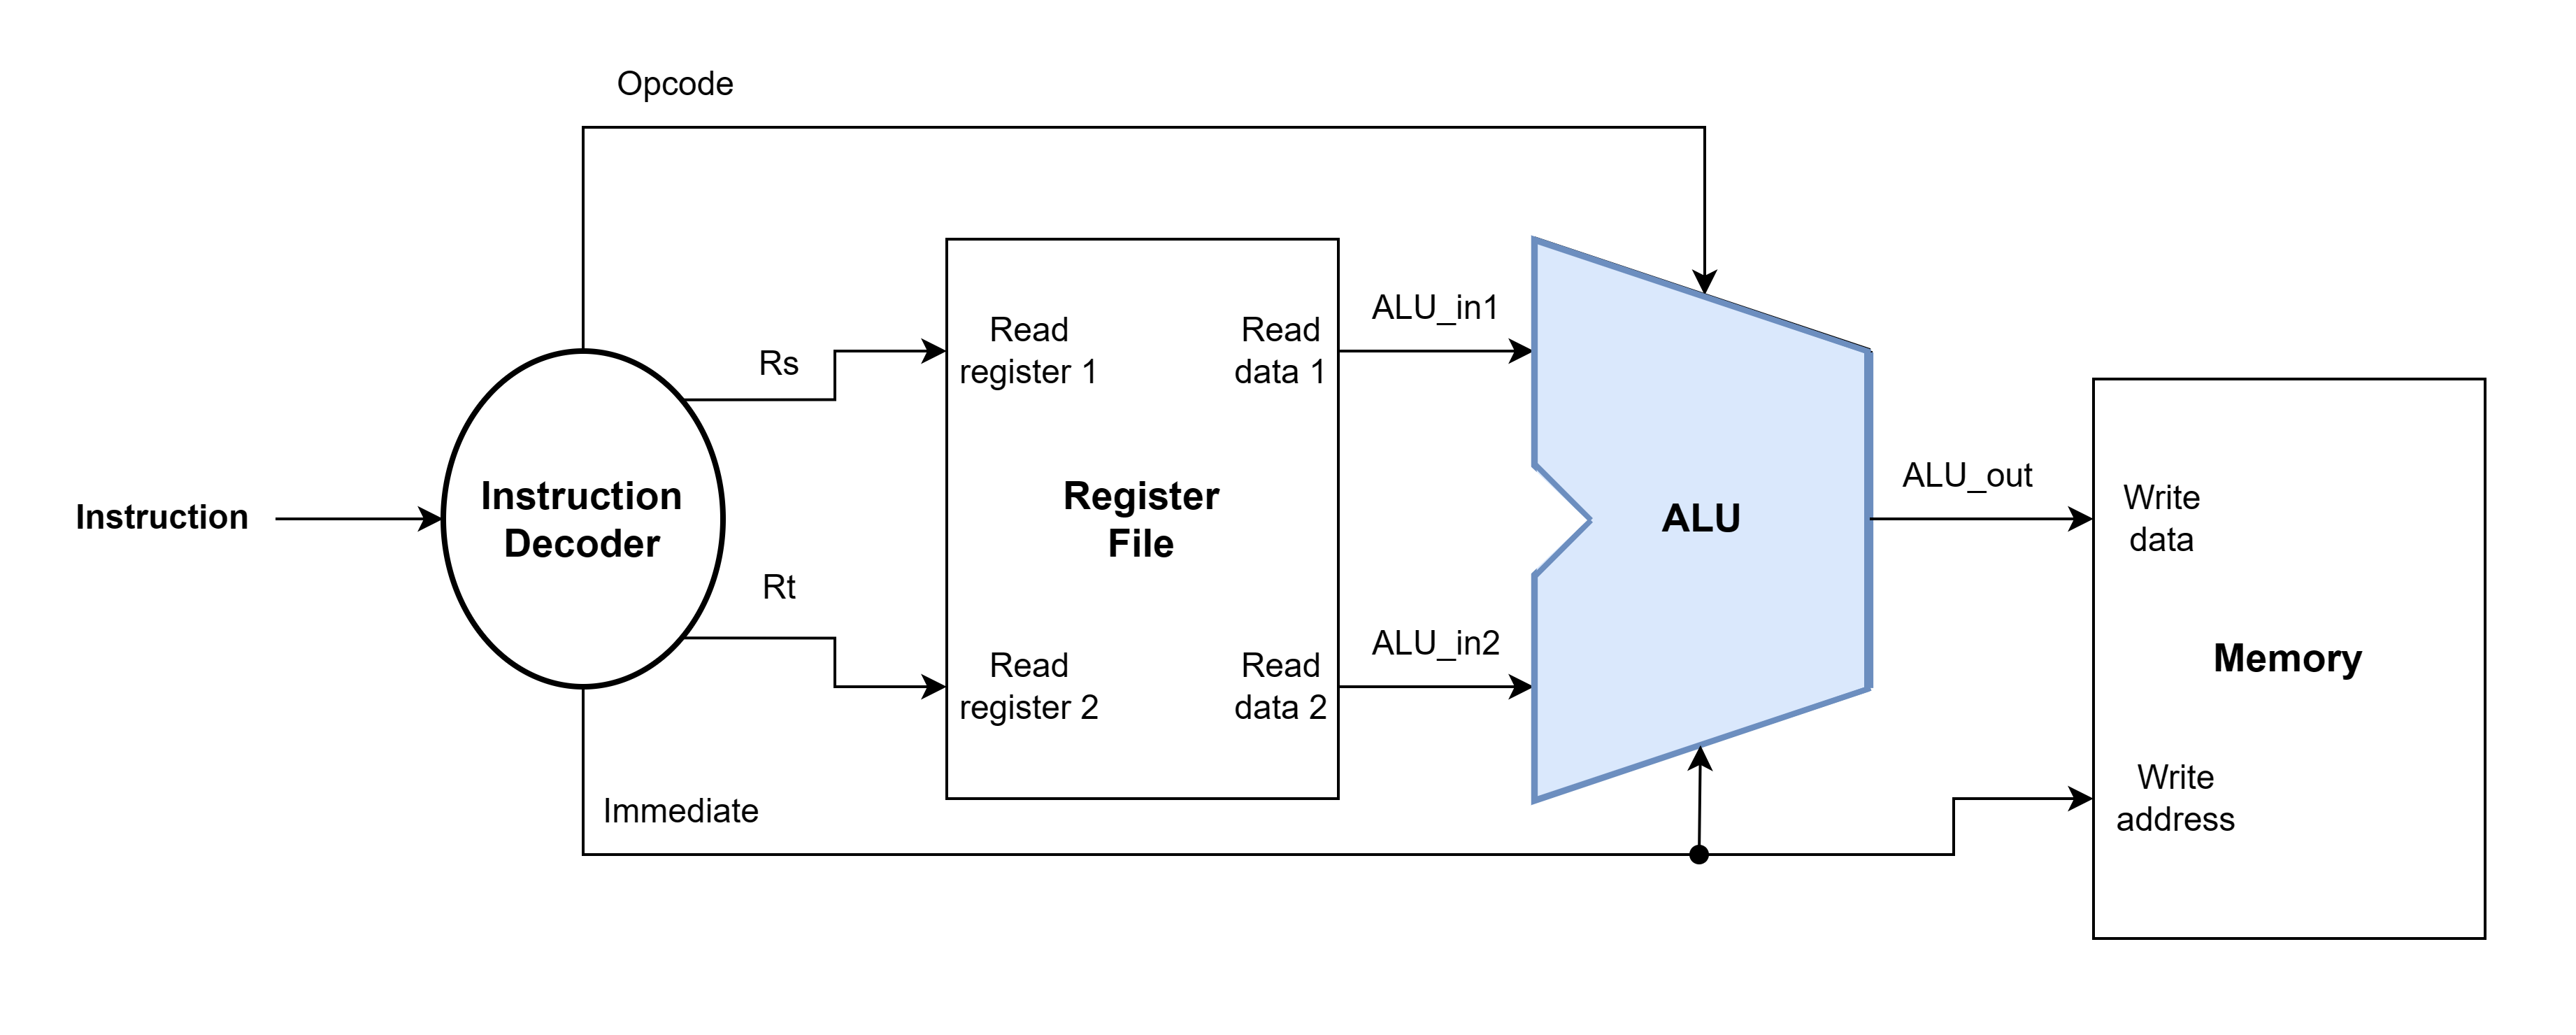 Opcode
Rs
Read
register 1
Read
data 1
ALU_in1
Instruction
Instruction
Decoder
Register
File
ALU
ALU_out
Write
data
Rt
Read
register 2
Read
data 2
ALU_in2
Memory
Immediate
Write
address